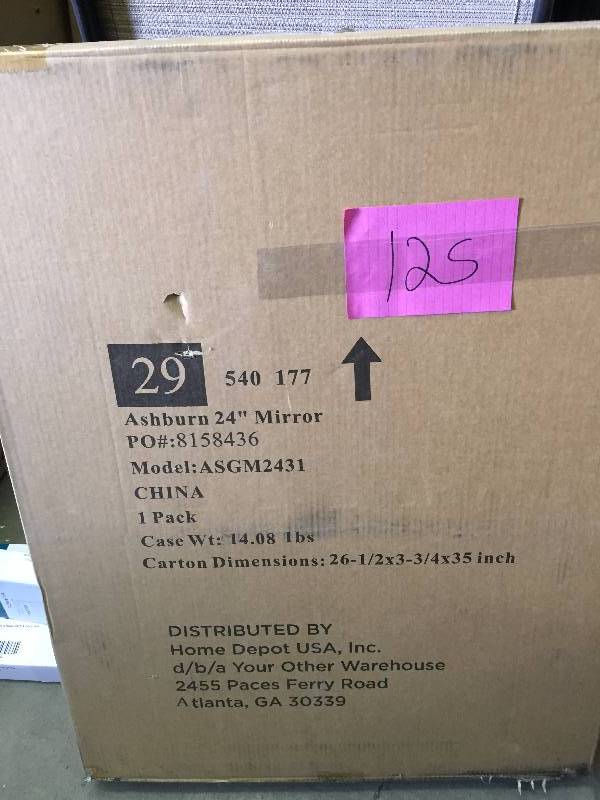 125
29 540 177
Ashburn 24" Mirror
PO#:8158436
Model:ASGM2431
CHINA
1 Pack
Case Wt: 14.08 lbs
Carton Dimensions: 26-1/2x3-3/4x35 inch
DISTRIBUTED BY
Home Depot USA, Inc.
d/b/a Your Other Warehouse
2455 Paces Ferry Road
Atlanta, GA 30339